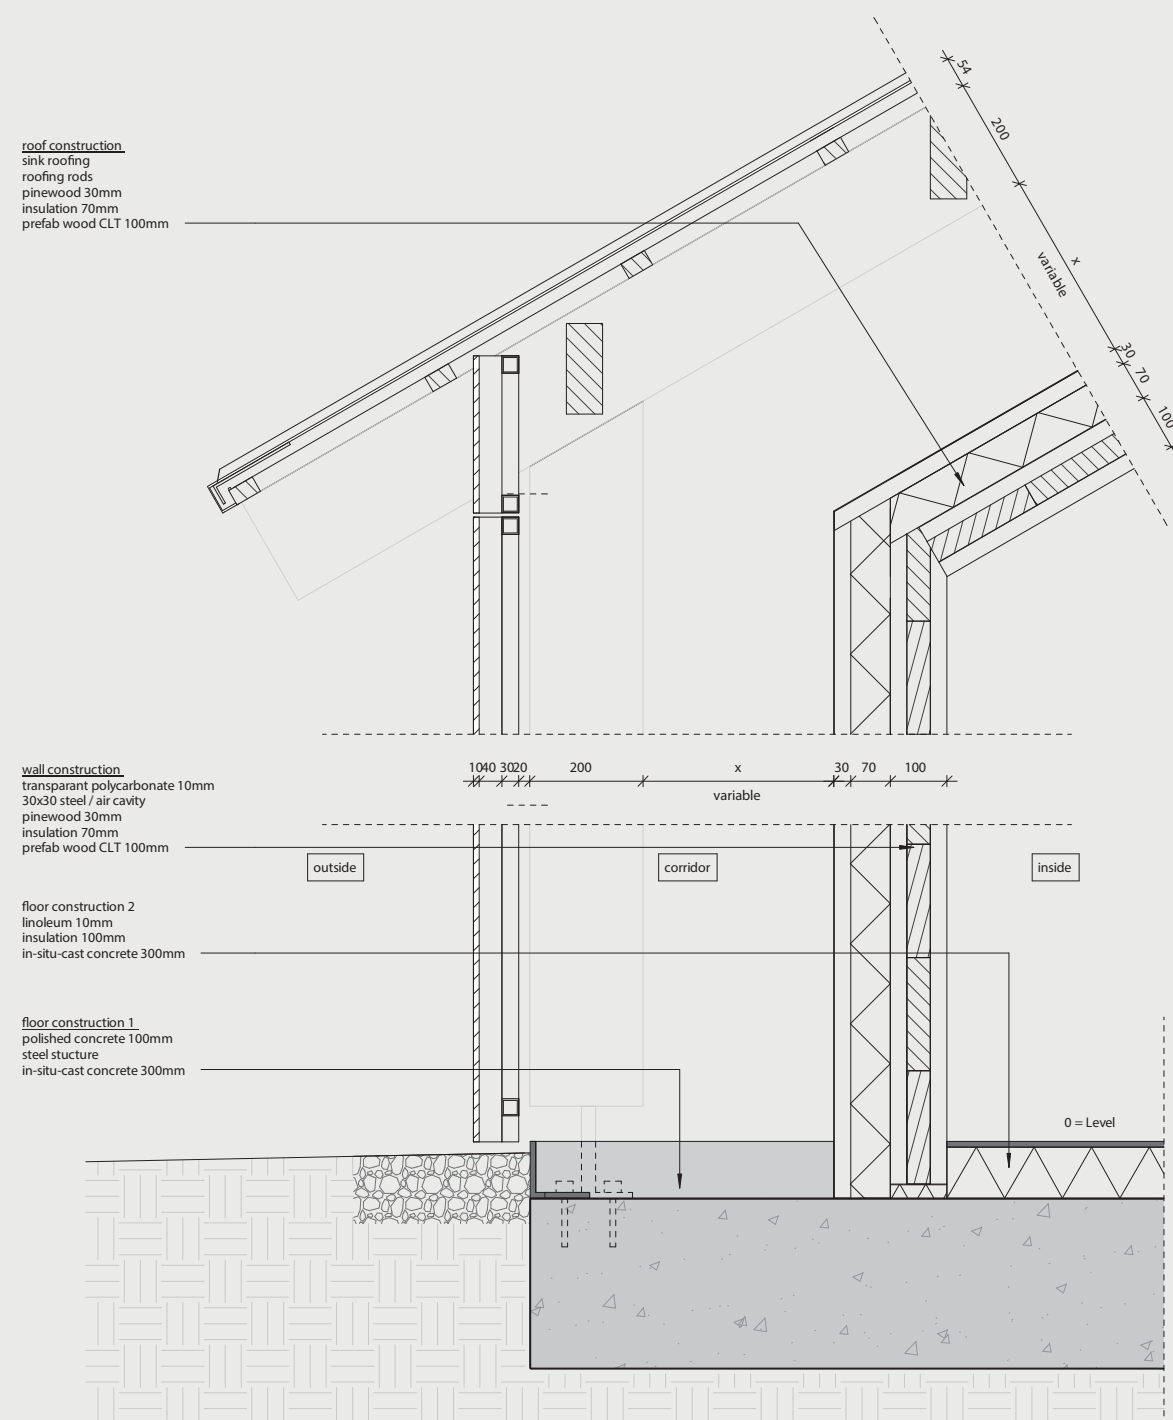 54
200
x
variable
30
70
100
roof construction
sink roofing
roofing rods
pinewood 30mm
insulation 70mm
prefab wood CLT 100mm
wall construction
transparant polycarbonate 10mm
30x30 steel / air cavity
pinewood 30mm
insulation 70mm
prefab wood CLT 100mm
10 40 30 20 200 x 30 70 100
variable
outside corridor inside
floor construction 2
linoleum 10mm
insulation 100mm
in-situ-cast concrete 300mm
floor construction 1
polished concrete 100mm
steel stucture
in-situ-cast concrete 300mm
0 = Level